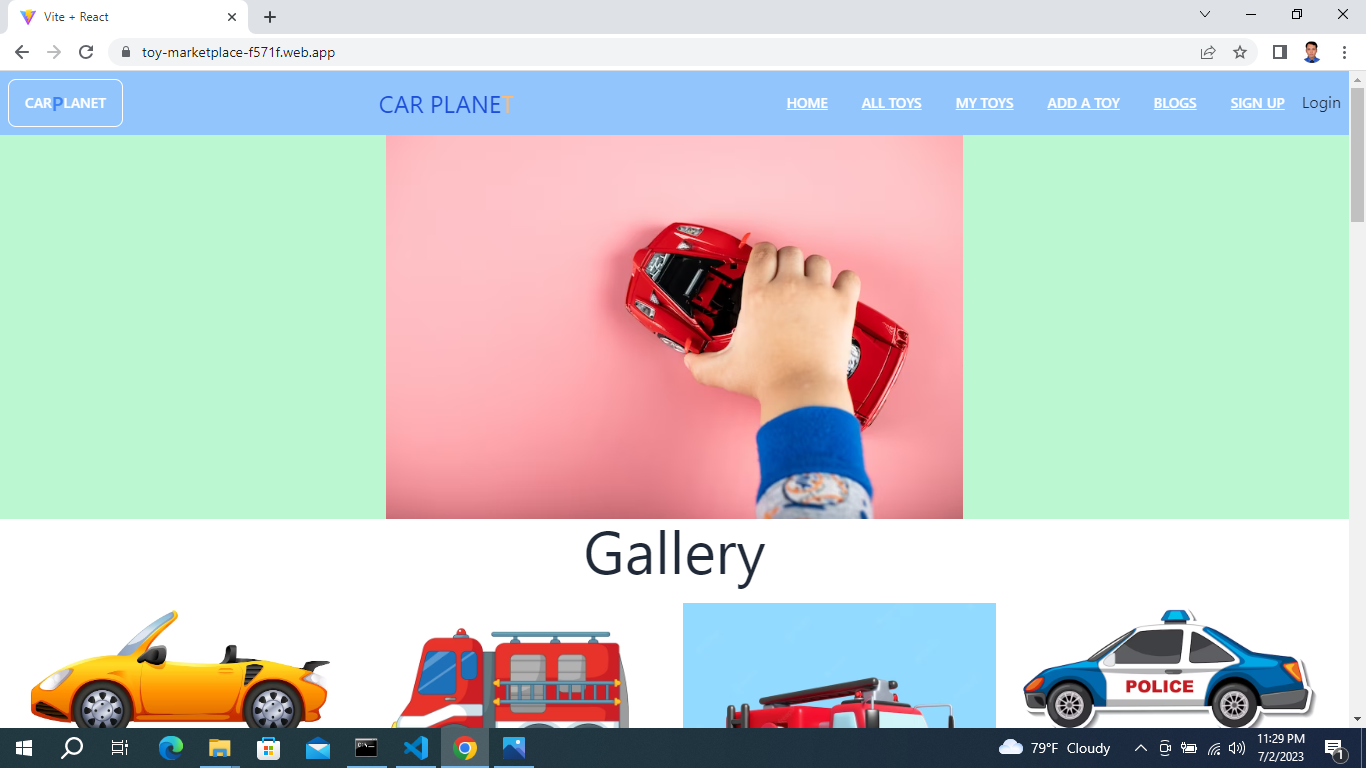 Vite + React
toy-marketplace-f571f.web.app
CARPLANET
CAR PLANET
HOME
ALL TOYS
MY TOYS
ADD A TOY
BLOGS
SIGN UP
Login
Gallery
POLICE
79°F Cloudy
11:29 PM
7/2/2023
1